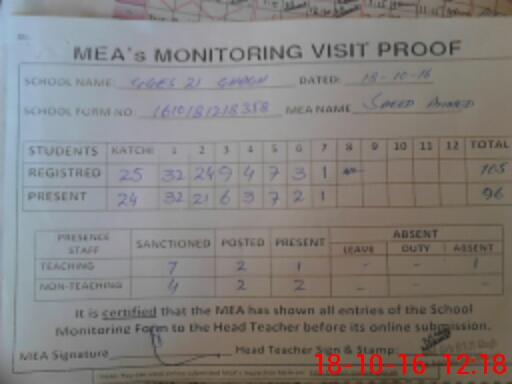 MEA's MONITORING VISIT PROOF
SCHOOL NAME: GGES 21 DATED: 18-10-16
SCHOOL FORM NO: 1610181218358 MEA NAME Saeed Ahmed
STUDENTS KATCHI 1 2 3 4 5 6 7 8 9 10 11 12 TOTAL
REGISTRED 25 32 24 9 4 7 3 1 105
PRESENT 24 32 21 6 3 7 2 1 96
PRESENCE STAFF SANCTIONED POSTED PRESENT ABSENT
LEAVE DUTY ABSENT
TEACHING 7 2 1 - - 1
NON-TEACHING 4 2 2 - - -
It is certified that the MEA has shown all entries of the School
Monitoring Form to the Head Teacher before its online submission.
MEA Signature Head Teacher Sign & Stamp:
18-10-16 12:18